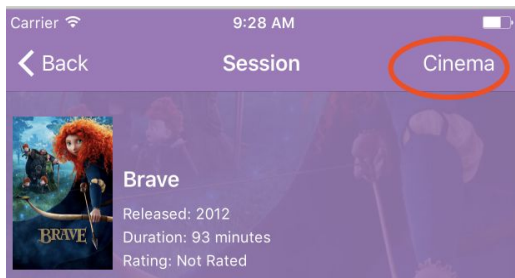 Carrier 9:28 AM
Back Session Cinema
Brave
Released: 2012
BRAVE Duration: 93 minutes
Rating: Not Rated